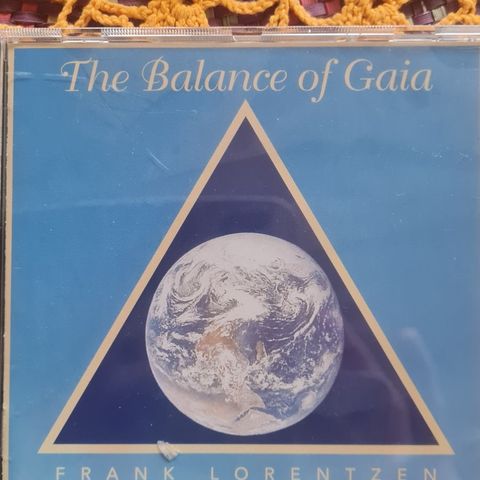 The Balance of Gaia
FRANK LORENTZEN